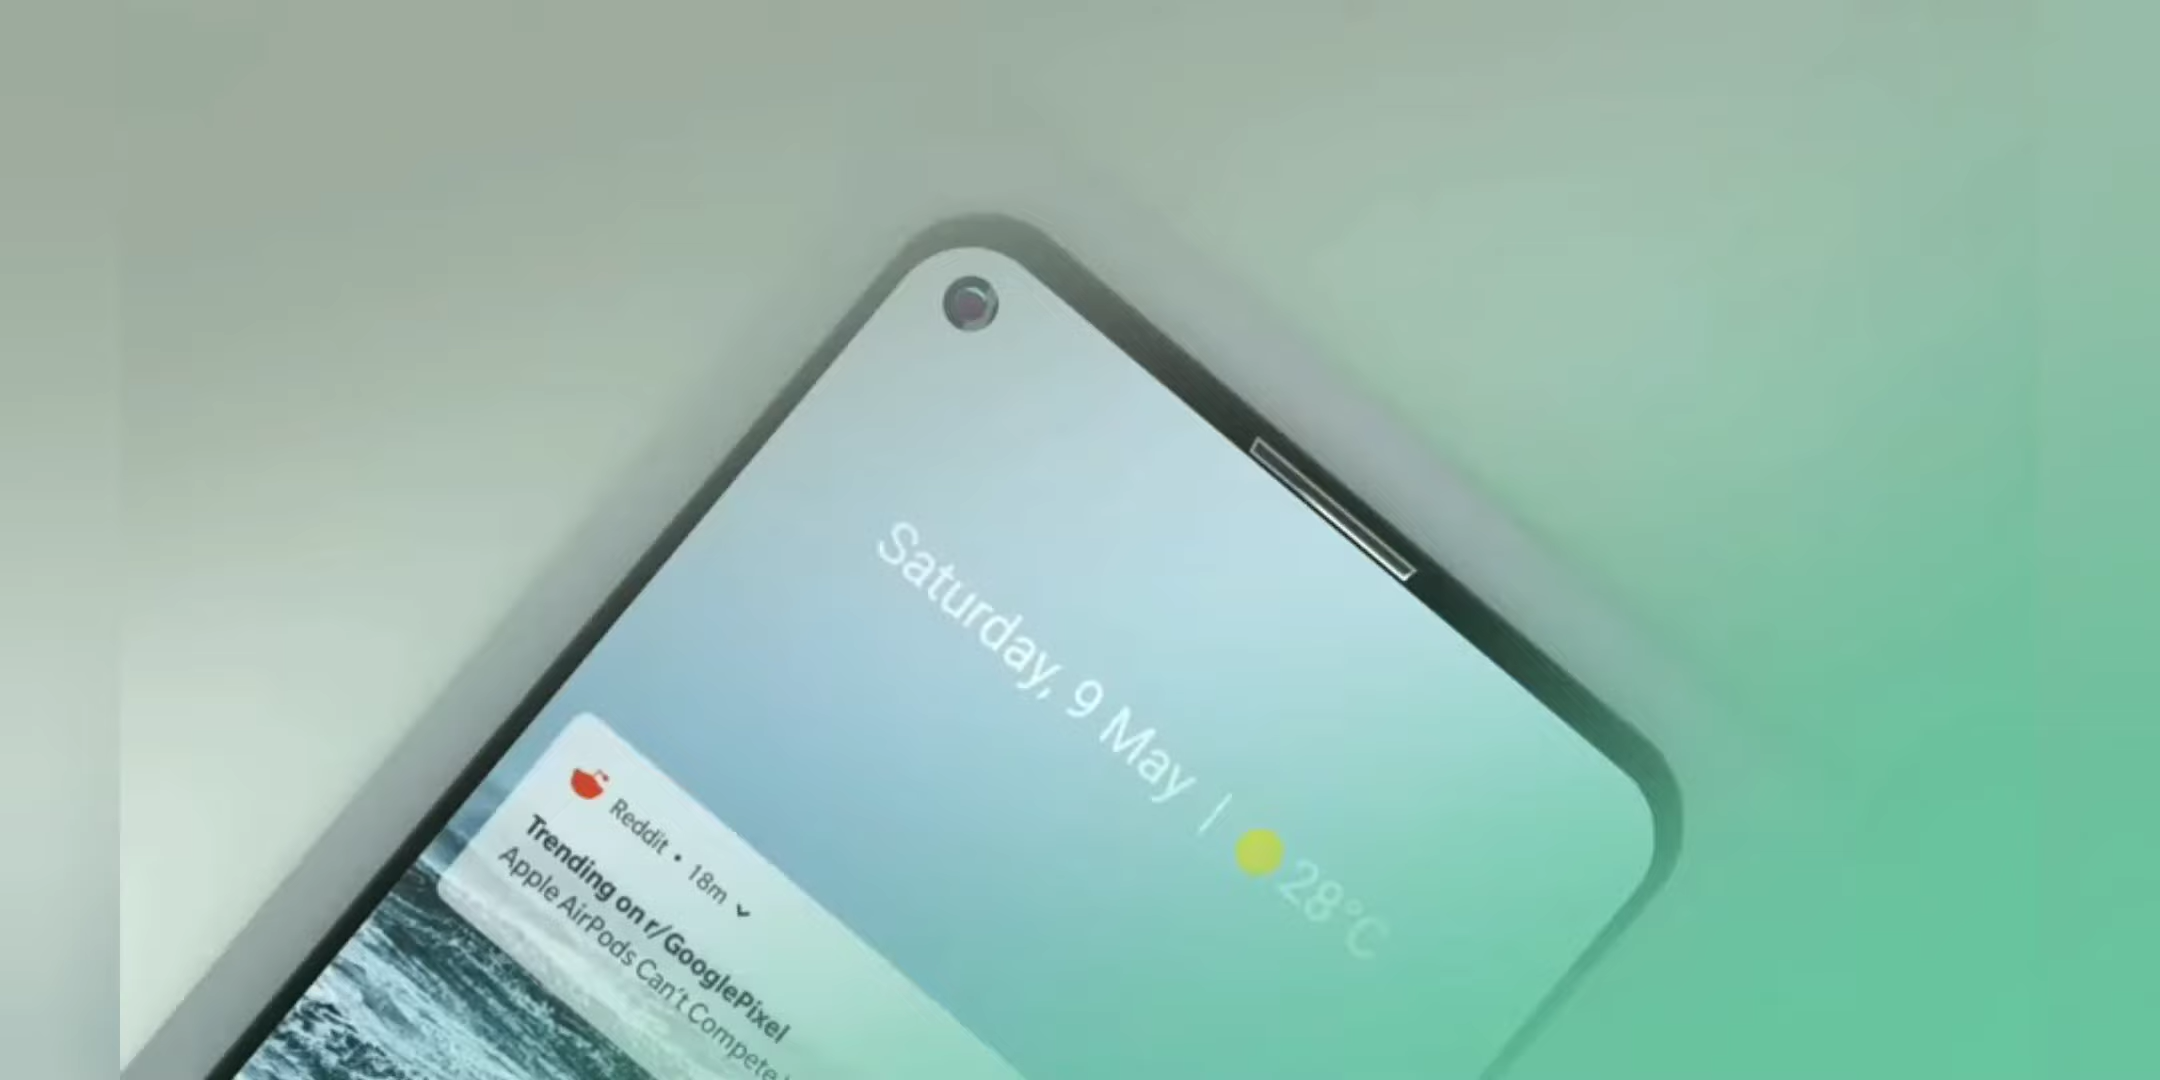 Saturday, 9 May | 28°C
Reddit • 18m
Trending on r/GooglePixel
Apple AirPods Can't Compete